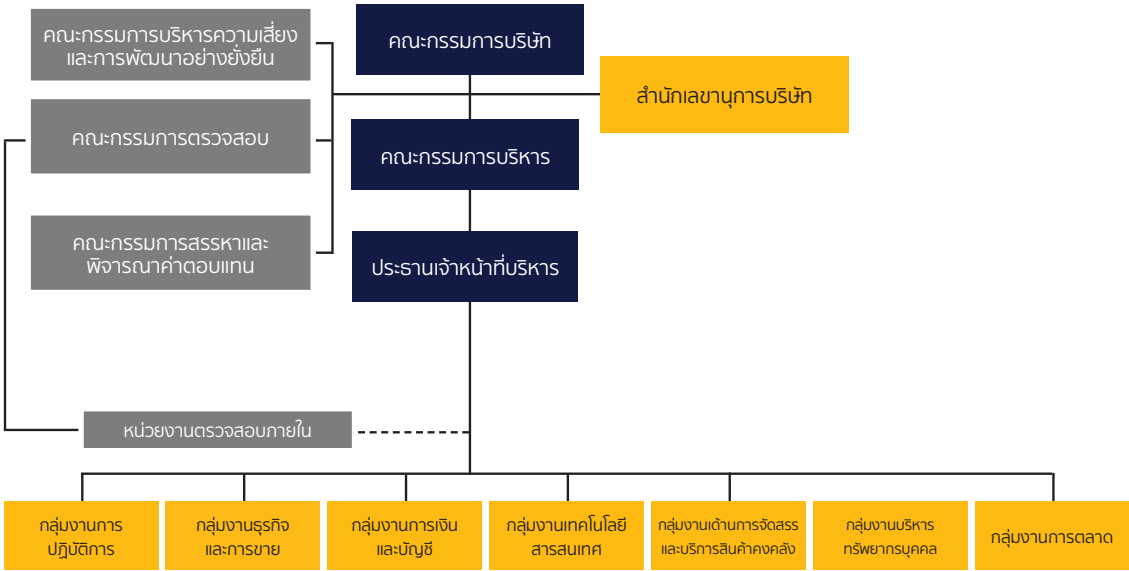 คณะกรรมการบริหารความเสี่ยง
และการพัฒนาอย่างยั่งยืน
คณะกรรมการบริษัท
สำนักเลขานุการบริษัท
คณะกรรมการตรวจสอบ
คณะกรรมการบริหาร
คณะกรรมการสรรหาและ
พิจารณาค่าตอบแทน
ประธานเจ้าหน้าที่บริหาร
หน่วยงานตรวจสอบภายใน
กลุ่มงานการ
ปฏิบัติการ
กลุ่มงานธุรกิจ
และการขาย
กลุ่มงานการเงิน
และบัญชี
กลุ่มงานเทคโนโลยี
สารสนเทศ
กลุ่มงานด้านการจัดสรร
และบริการสินค้าคงคลัง
กลุ่มงานบริหาร
ทรัพยากรบุคคล
กลุ่มงานการตลาด